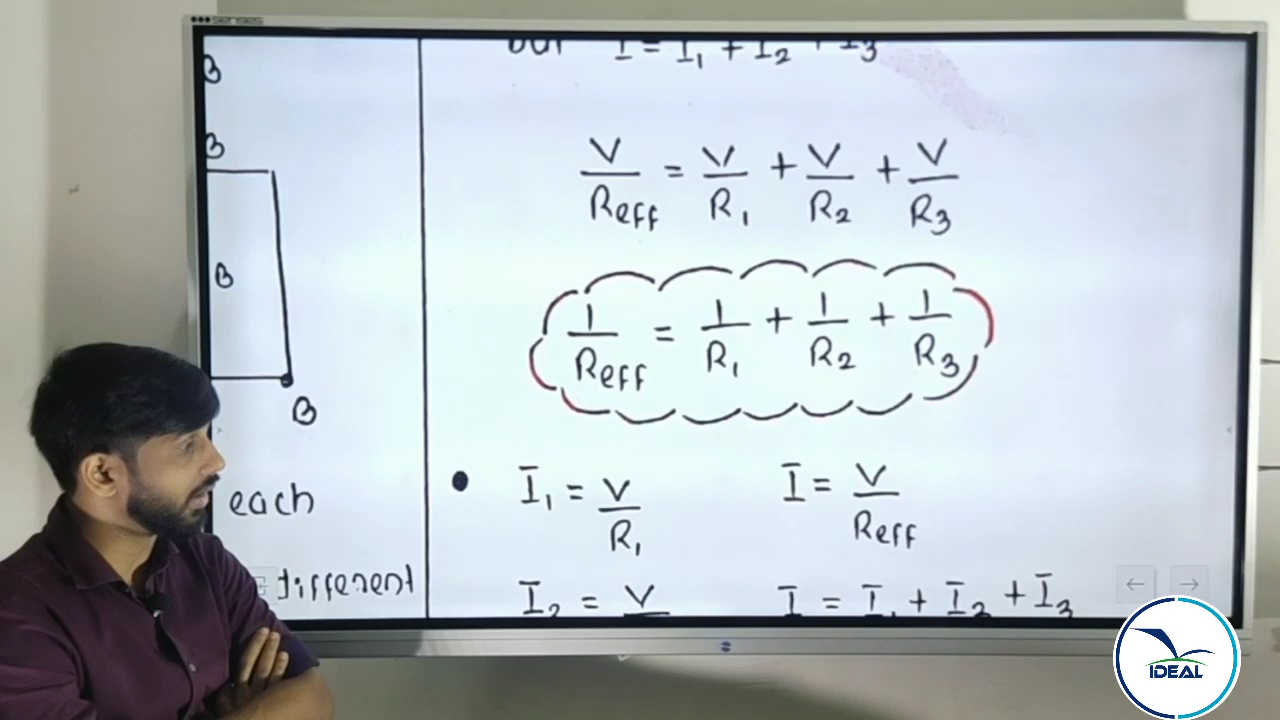 B
B
B
B
each
different
I = I₁ + I₂ + I₃
V/Reff = V/R₁ + V/R₂ + V/R₃
1/Reff = 1/R₁ + 1/R₂ + 1/R₃
• I₁ = V/R₁ I = V/Reff
I₂ = V I = I₁ + I₂ + I₃
IDEAL